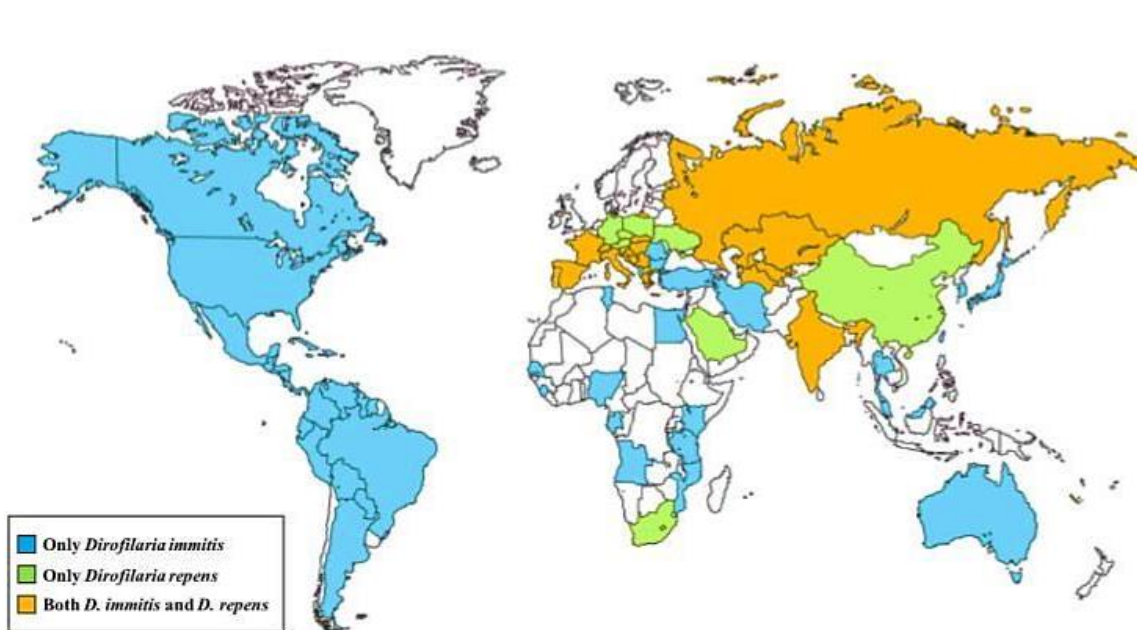 Only Dirofilaria immitis
Only Dirofilaria repens
Both D. immitis and D. repens